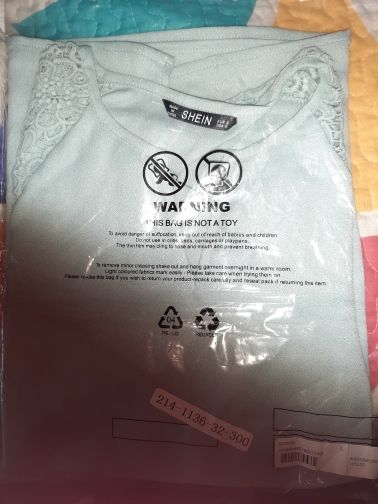 SHEIN
WARNING
THIS BAG IS NOT A TOY
To avoid danger of suffocation, keep out of reach of babies and children.
Do not use in cribs, beds, carriages or playpens.
The thin film may cling to nose and mouth and prevent breathing.
To remove minor creasing shake out and hang garment overnight in a warm room.
Light coloured fabrics mark easily - Please take care when trying them on.
Please re-use this bag if you wish to return your product-repack carefully and reseal pack if returning this item.
04
PE-LD
RECYCLE
214-1136-32-300